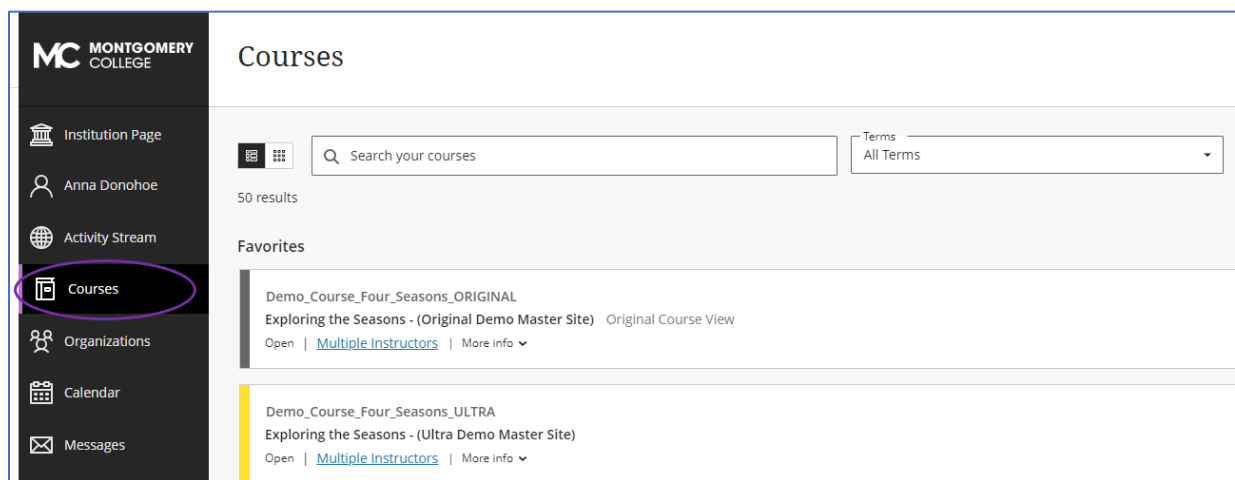 MC MONTGOMERY
COLLEGE
Institution Page
Anna Donohoe
Activity Stream
Courses
Organizations
Calendar
Messages
Courses
Search your courses
Terms
All Terms
50 results
Favorites
Demo_Course_Four_Seasons_ORIGINAL
Exploring the Seasons - (Original Demo Master Site) Original Course View
Open | Multiple Instructors | More info
Demo_Course_Four_Seasons_ULTRA
Exploring the Seasons - (Ultra Demo Master Site)
Open | Multiple Instructors | More info